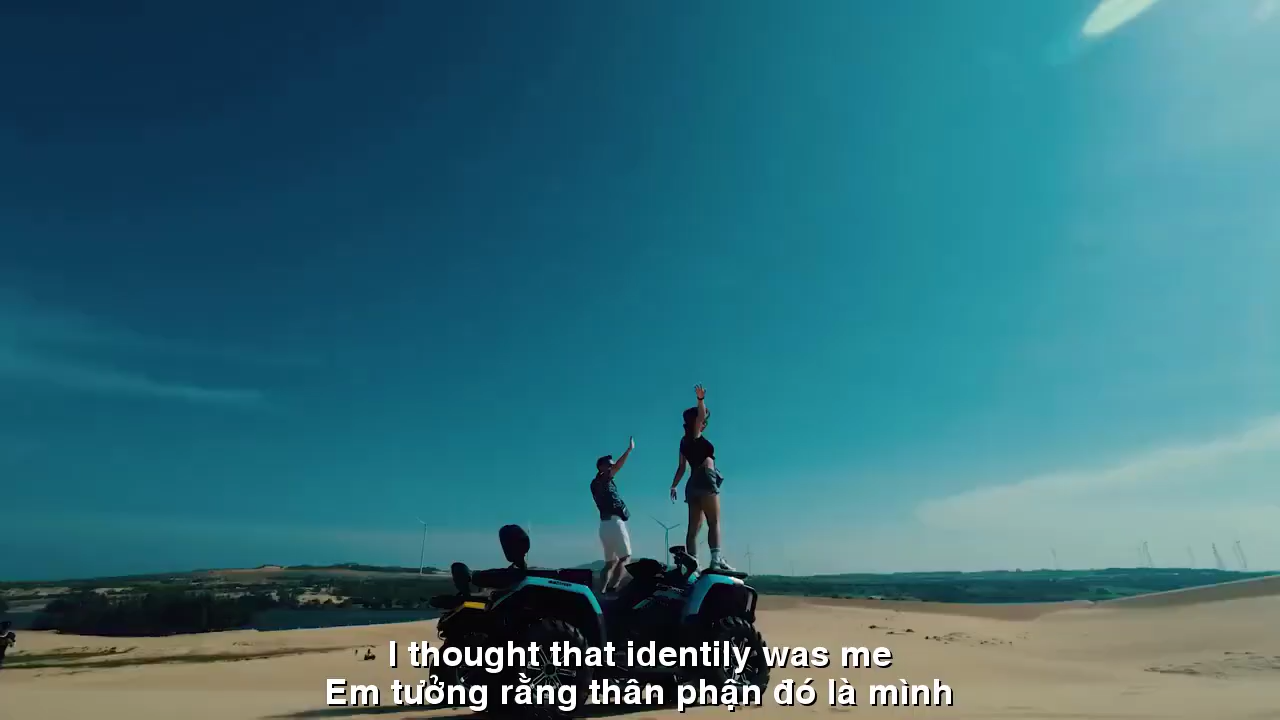 I thought that identily was me
Em tưởng rằng thân phận đó là mình